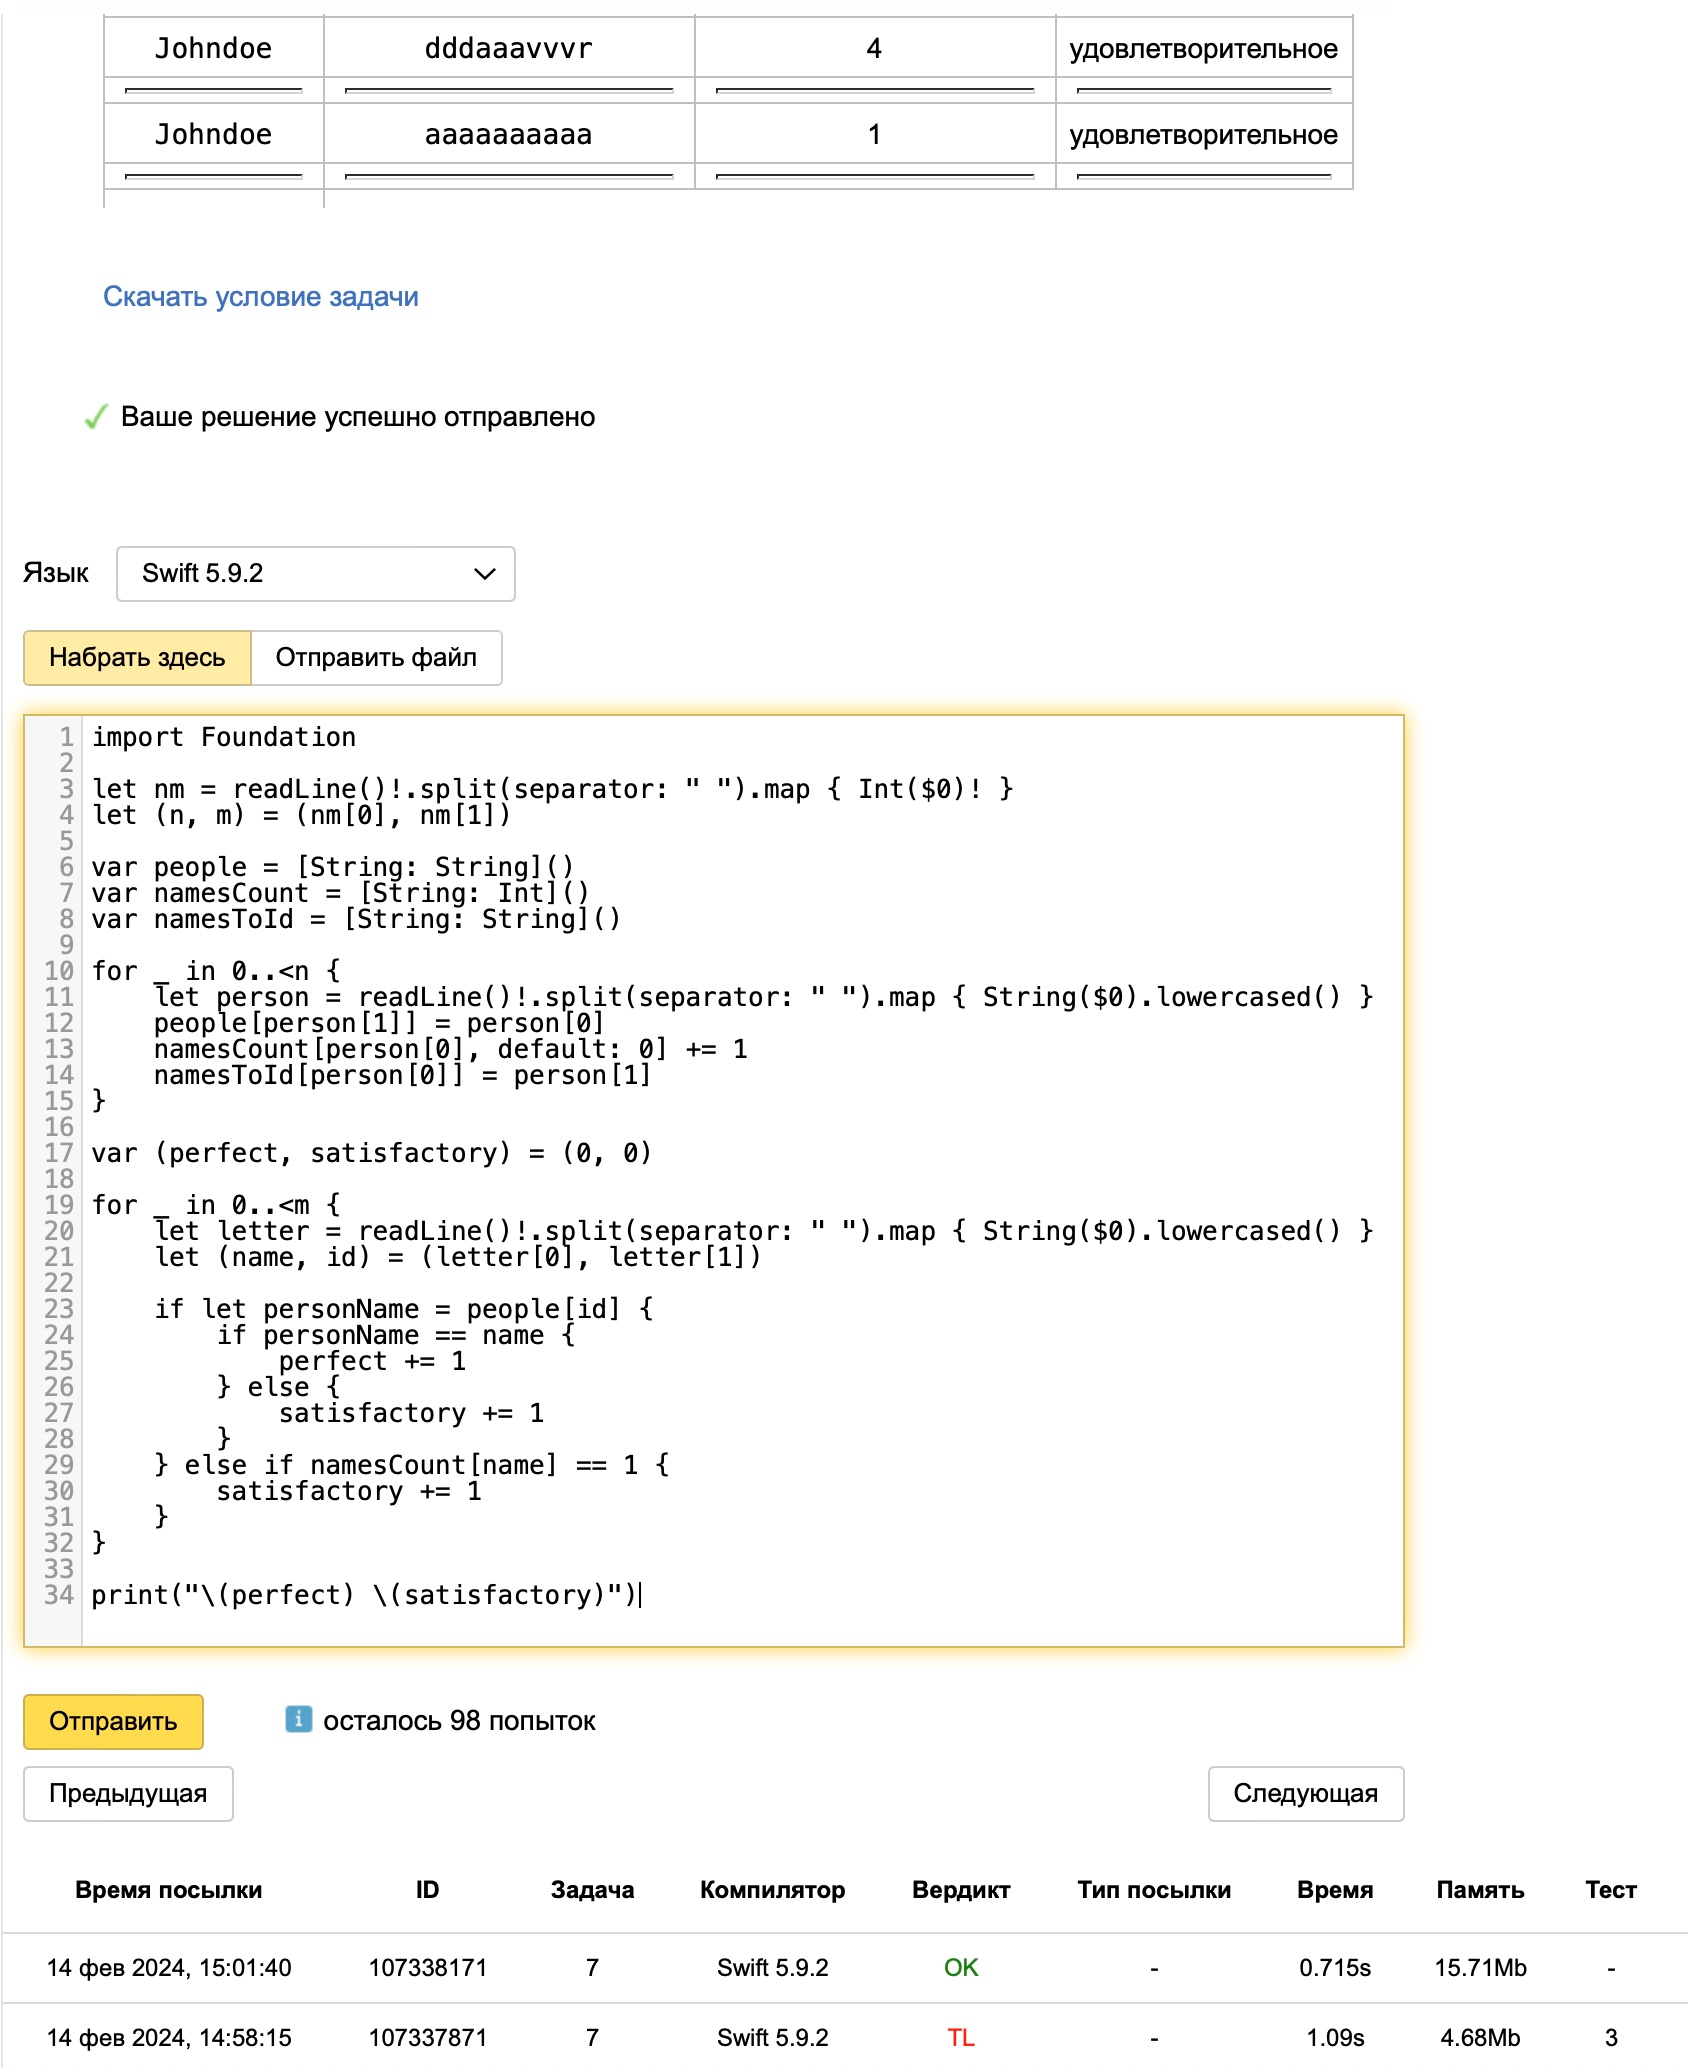 Johndoe dddaaavvvr 4 удовлетворительное
Johndoe aaaaaaaaaa 1 удовлетворительное
Скачать условие задачи
Ваше решение успешно отправлено
Язык Swift 5.9.2
Набрать здесь Отправить файл
1 import Foundation
2
3 let nm = readLine()!.split(separator: " ").map { Int($0)! }
4 let (n, m) = (nm[0], nm[1])
5
6 var people = [String: String]()
7 var namesCount = [String: Int]()
8 var namesToId = [String: String]()
9
10 for _ in 0..<n {
11     let person = readLine()!.split(separator: " ").map { String($0).lowercased() }
12     people[person[1]] = person[0]
13     namesCount[person[0], default: 0] += 1
14     namesToId[person[0]] = person[1]
15 }
16
17 var (perfect, satisfactory) = (0, 0)
18
19 for _ in 0..<m {
20     let letter = readLine()!.split(separator: " ").map { String($0).lowercased() }
21     let (name, id) = (letter[0], letter[1])
22
23     if let personName = people[id] {
24         if personName == name {
25             perfect += 1
26         } else {
27             satisfactory += 1
28         }
29     } else if namesCount[name] == 1 {
30         satisfactory += 1
31     }
32 }
33
34 print("\(perfect) \(satisfactory)")
Отправить i осталось 98 попыток
Предыдущая Следующая
Время посылки ID Задача Компилятор Вердикт Тип посылки Время Память Тест
14 фев 2024, 15:01:40 107338171 7 Swift 5.9.2 OK - 0.715s 15.71Mb -
14 фев 2024, 14:58:15 107337871 7 Swift 5.9.2 TL - 1.09s 4.68Mb 3